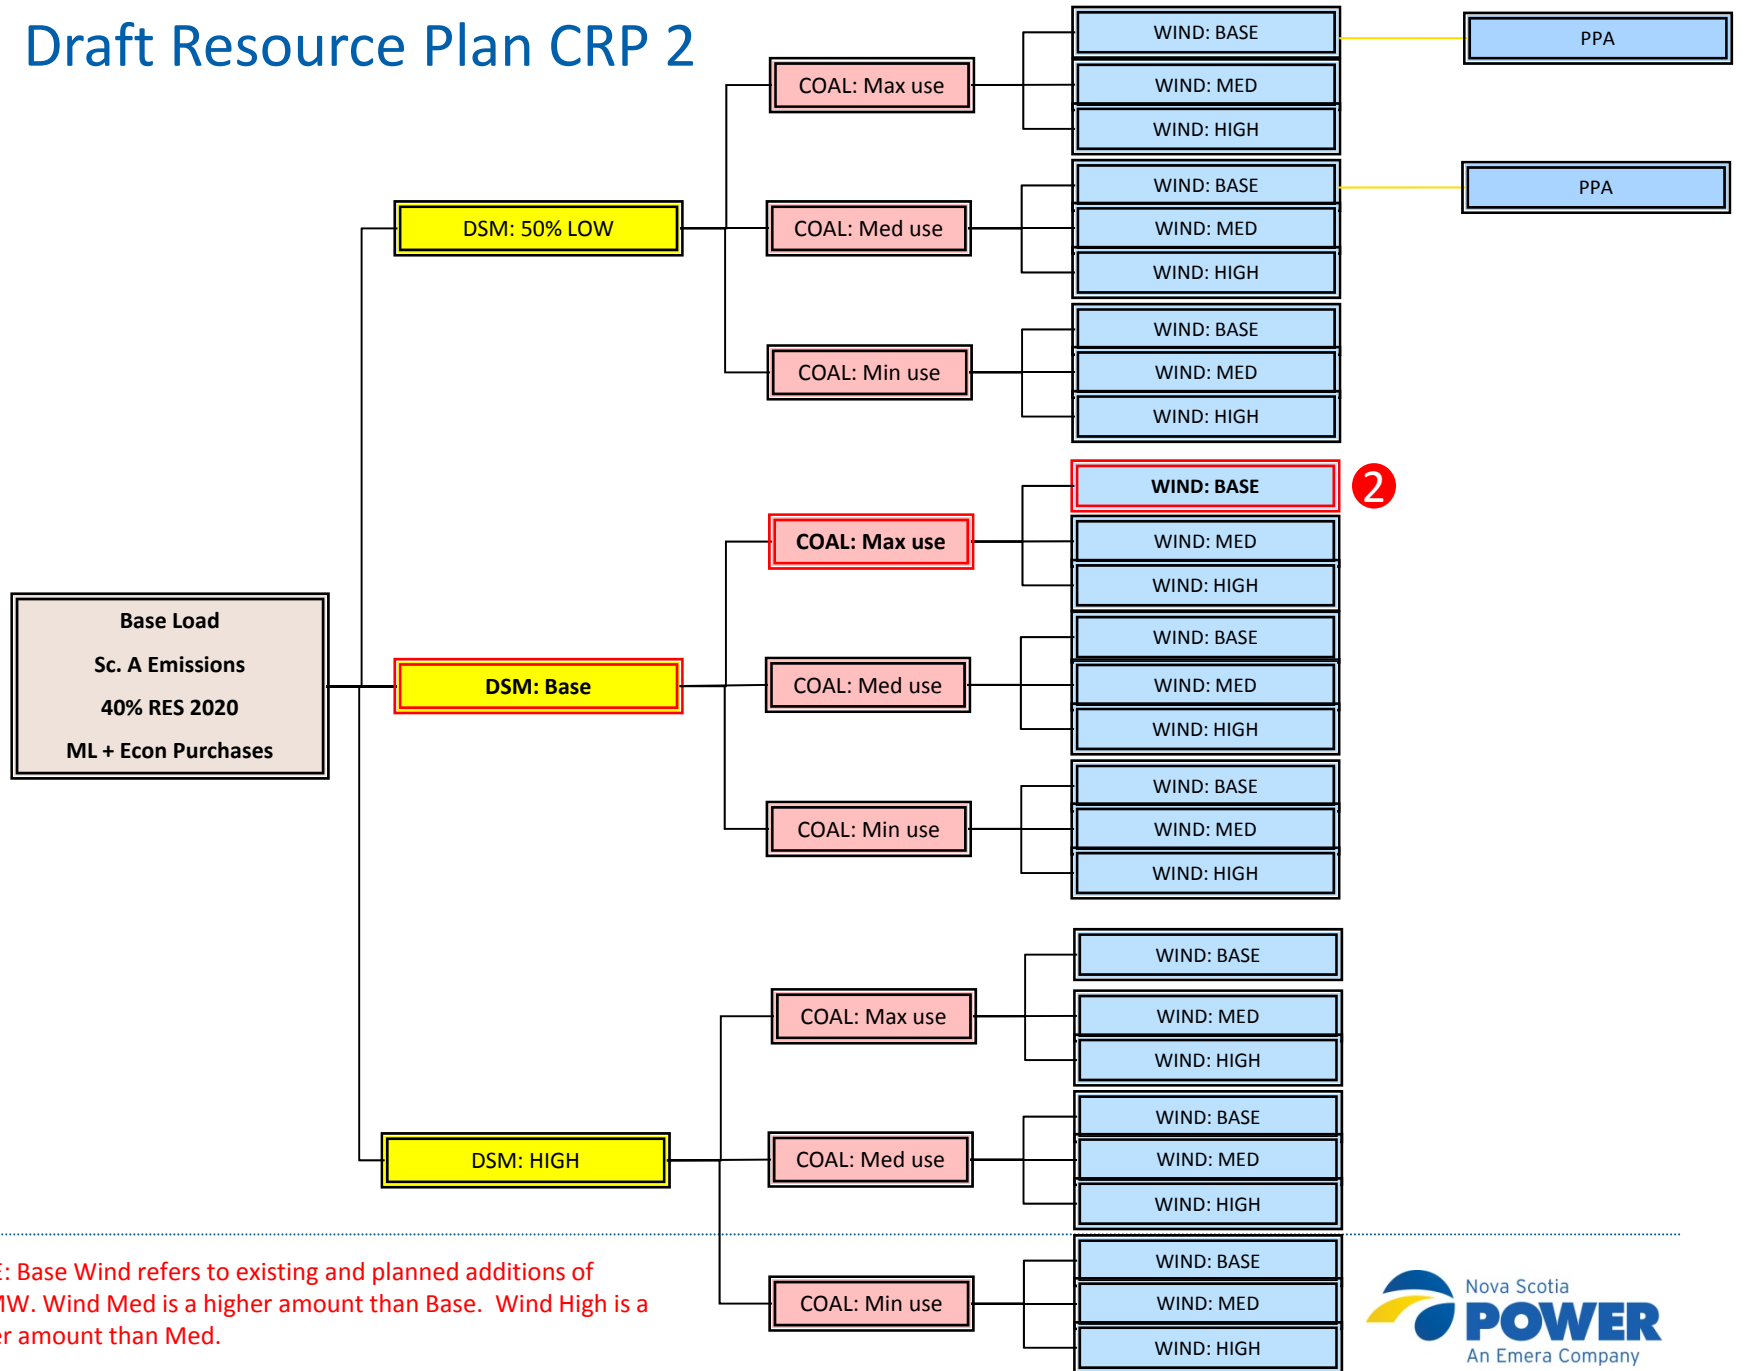 Draft Resource Plan CRP 2
WIND: BASE
PPA
COAL: Max use
WIND: MED
WIND: HIGH
WIND: BASE
PPA
DSM: 50% LOW
COAL: Med use
WIND: MED
WIND: HIGH
WIND: BASE
COAL: Min use
WIND: MED
WIND: HIGH
WIND: BASE
2
COAL: Max use
WIND: MED
WIND: HIGH
Base Load
Sc. A Emissions
40% RES 2020
ML + Econ Purchases
DSM: Base
WIND: BASE
COAL: Med use
WIND: MED
WIND: HIGH
WIND: BASE
COAL: Min use
WIND: MED
WIND: HIGH
WIND: BASE
COAL: Max use
WIND: MED
WIND: HIGH
DSM: HIGH
WIND: BASE
COAL: Med use
WIND: MED
WIND: HIGH
WIND: BASE
COAL: Min use
WIND: MED
WIND: HIGH
: Base Wind refers to existing and planned additions of
MW. Wind Med is a higher amount than Base. Wind High is a
amount than Med.
Nova Scotia
POWER
An Emera Company